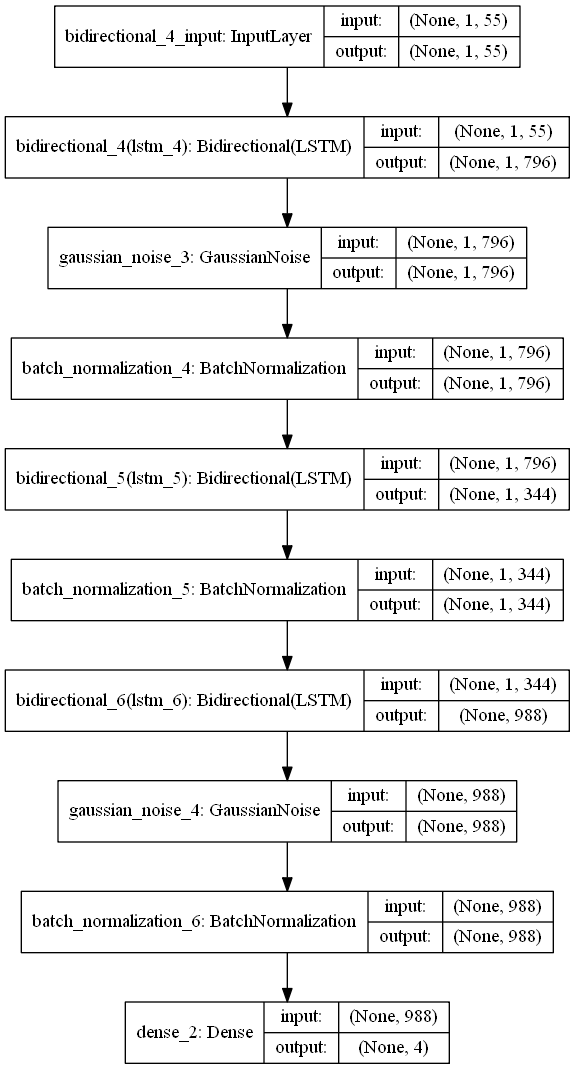 bidirectional_4_input: InputLayer
input: (None, 1, 55)
output: (None, 1, 55)
bidirectional_4(lstm_4): Bidirectional(LSTM)
input: (None, 1, 55)
output: (None, 1, 796)
gaussian_noise_3: GaussianNoise
input: (None, 1, 796)
output: (None, 1, 796)
batch_normalization_4: BatchNormalization
input: (None, 1, 796)
output: (None, 1, 796)
bidirectional_5(lstm_5): Bidirectional(LSTM)
input: (None, 1, 796)
output: (None, 1, 344)
batch_normalization_5: BatchNormalization
input: (None, 1, 344)
output: (None, 1, 344)
bidirectional_6(lstm_6): Bidirectional(LSTM)
input: (None, 1, 344)
output: (None, 988)
gaussian_noise_4: GaussianNoise
input: (None, 988)
output: (None, 988)
batch_normalization_6: BatchNormalization
input: (None, 988)
output: (None, 988)
dense_2: Dense
input: (None, 988)
output: (None, 4)